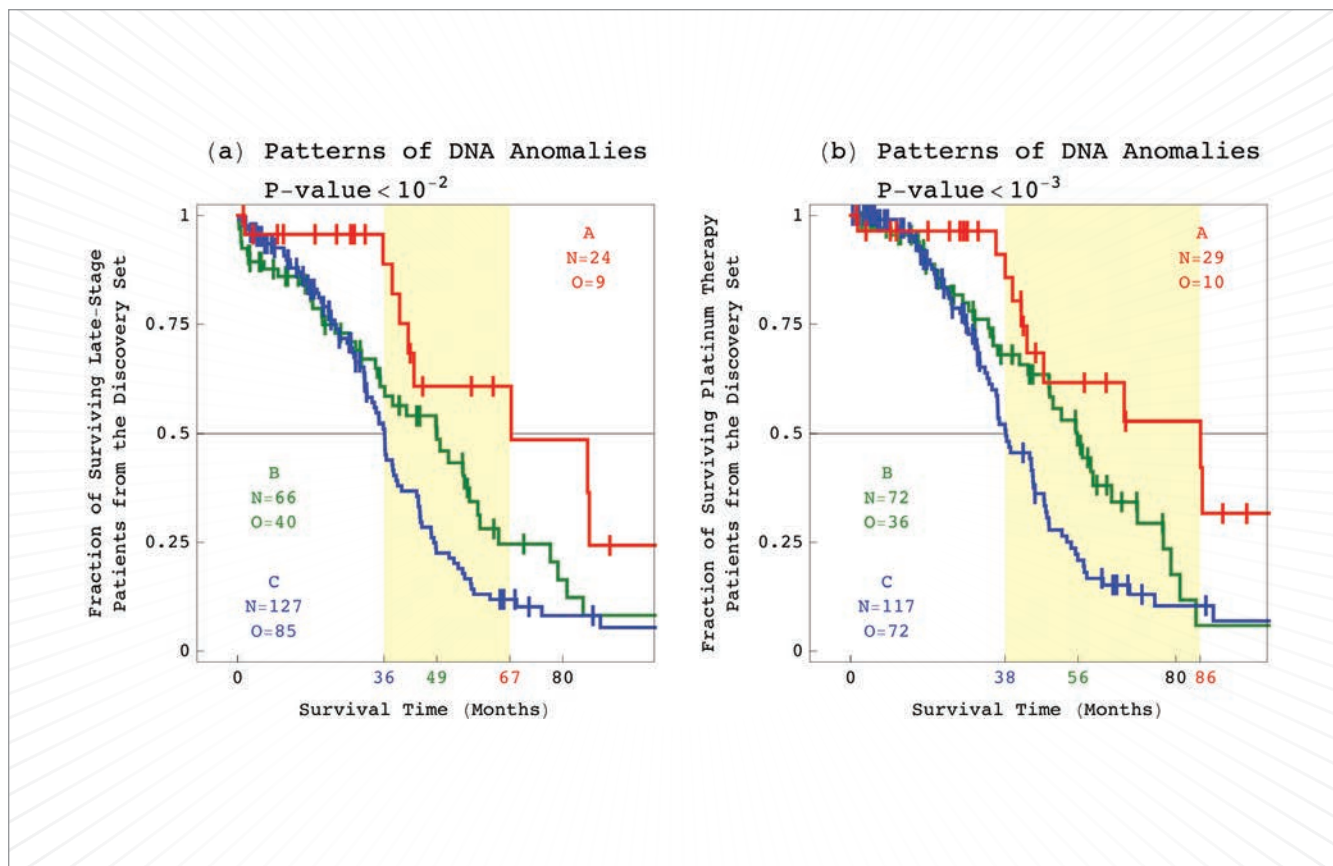 (a) Patterns of DNA Anomalies
P-value < 10⁻²
Fraction of Surviving Late-Stage
Patients from the Discovery Set
1
0.75
0.5
0.25
0
A
N=24
O=9
B
N=66
O=40
C
N=127
O=85
0 36 49 67 80
Survival Time (Months)
(b) Patterns of DNA Anomalies
P-value < 10⁻³
Fraction of Surviving Platinum Therapy
Patients from the Discovery Set
1
0.75
0.5
0.25
0
A
N=29
O=10
B
N=72
O=36
C
N=117
O=72
0 38 56 80 86
Survival Time (Months)